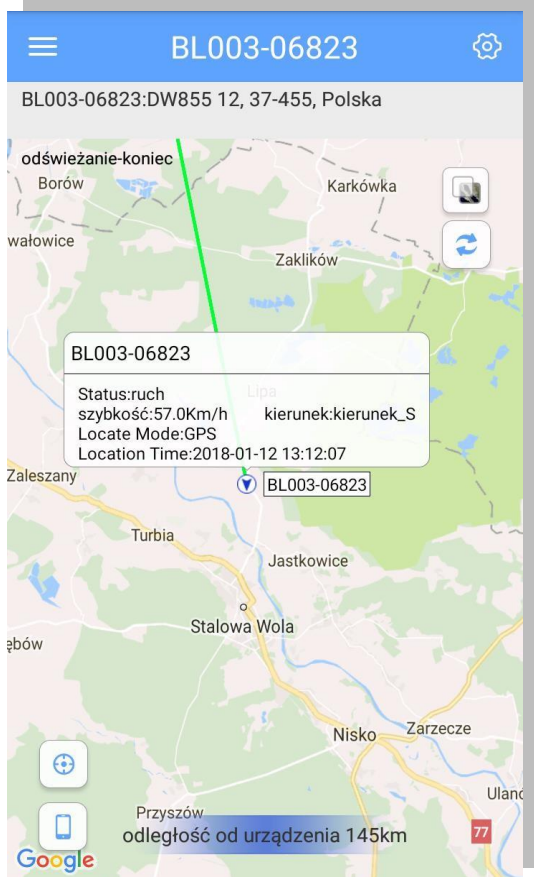 BL003-06823
BL003-06823:DW855 12, 37-455, Polska
odświeżanie-koniec
Borów
Karkówka
wałowice
Zaklików
BL003-06823
Lipa
Status:ruch
szybkość:57.0Km/h kierunek:kierunek_S
Locate Mode:GPS
Location Time:2018-01-12 13:12:07
Zaleszany
BL003-06823
Turbia
Jastkowice
Stalowa Wola
ębów
Nisko
Zarzecze
Ulano
Przyszów
odległość od urządzenia 145km
77
Google